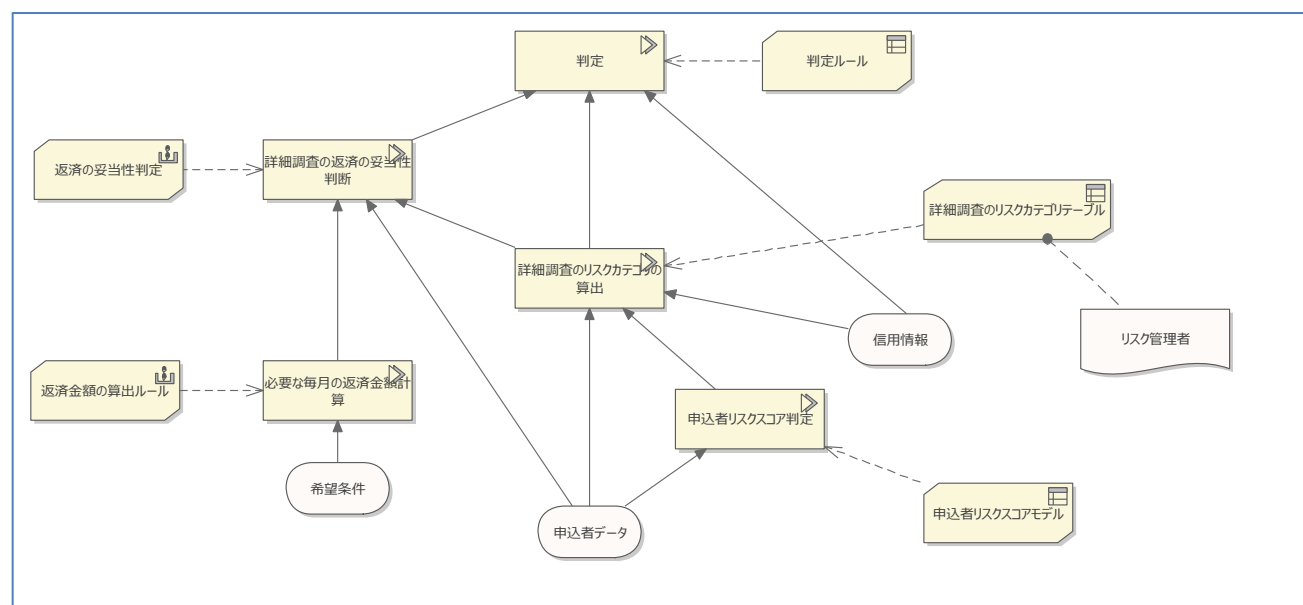 判定
判定ルール
返済の妥当性判定
詳細調査の返済の妥当性
判断
詳細調査のリスクカテゴリテーブル
詳細調査のリスクカテゴリの
算出
信用情報
リスク管理者
返済金額の算出ルール
必要な毎月の返済金額計
算
申込者リスクスコア判定
希望条件
申込者データ
申込者リスクスコアモデル